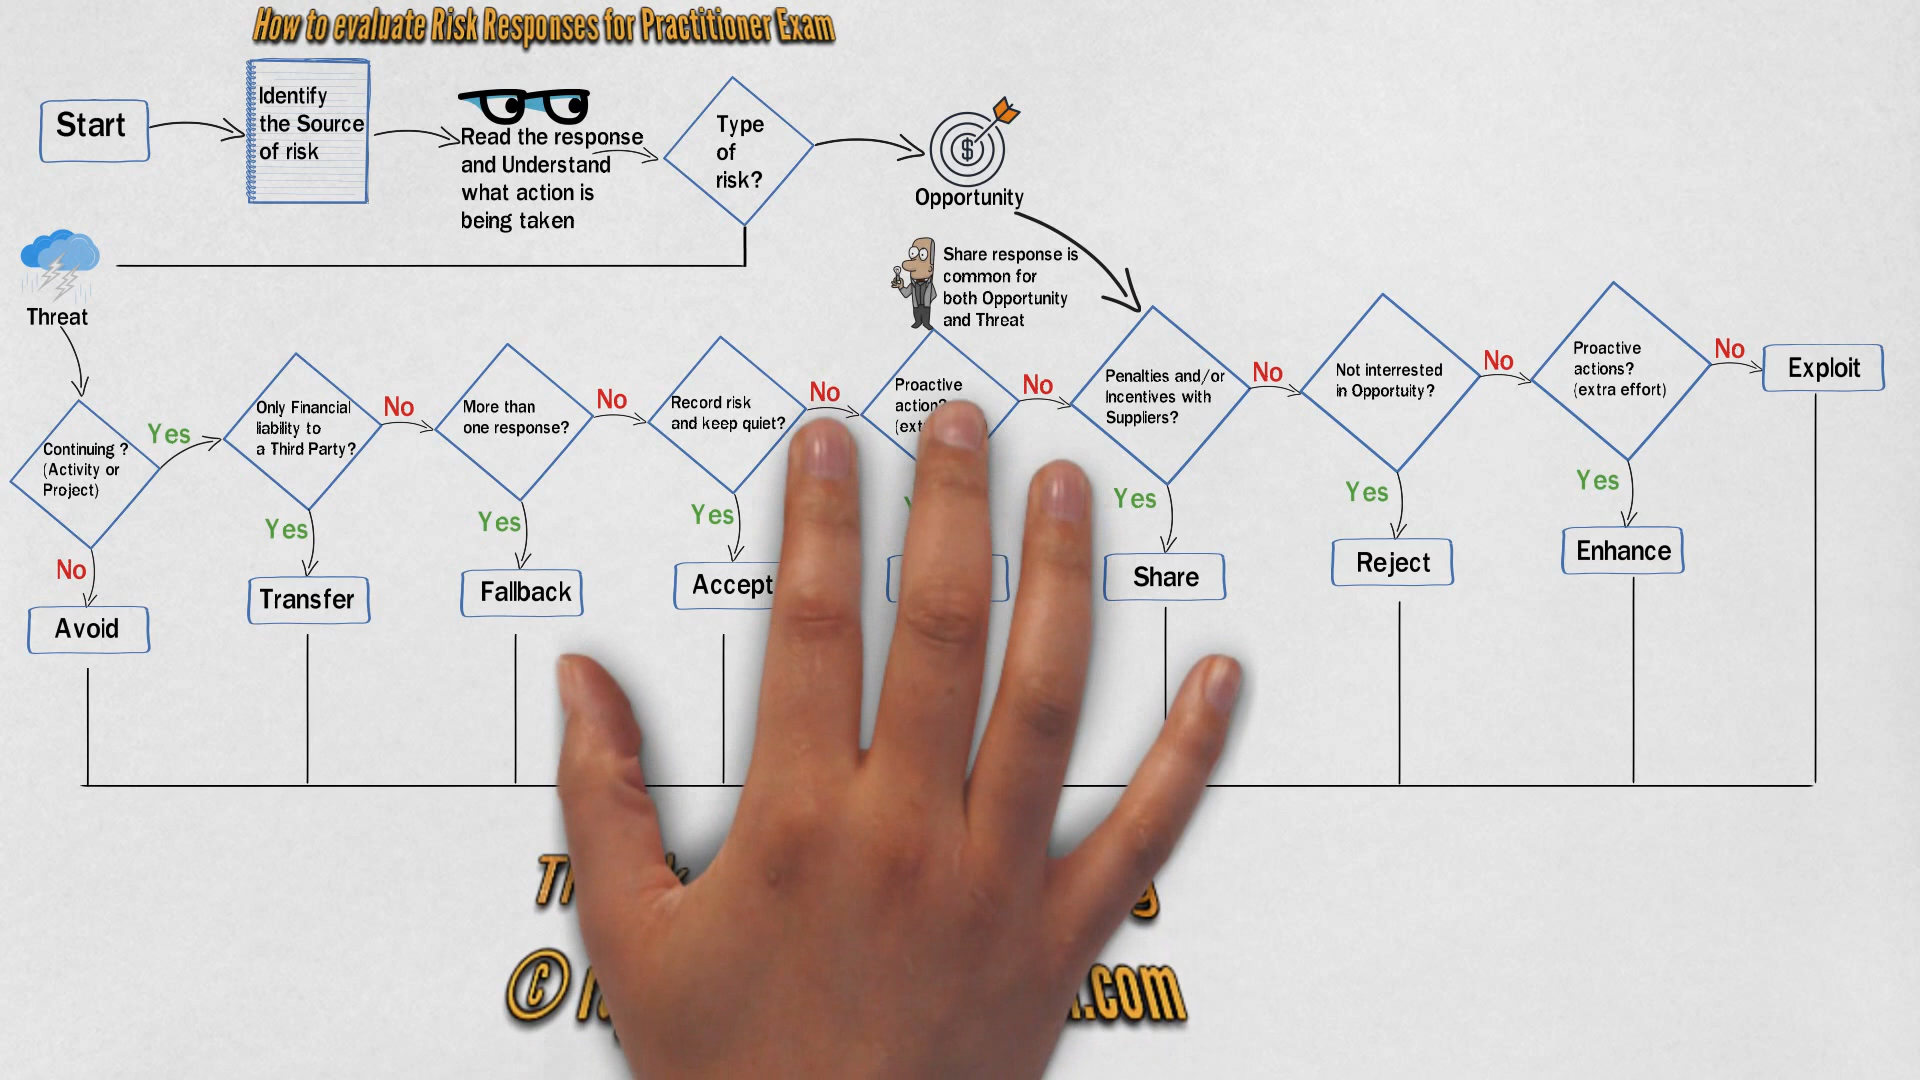 How to evaluate Risk Responses for Practitioner Exam
Start
Identify
the Source
of risk
Read the response
and Understand
what action is
being taken
Type
of
risk?
Opportunity
Threat
Share response is
common for
both Opportunity
and Threat
Continuing ?
(Activity or
Project)
Yes
No
Avoid
Only Financial
liability to
a Third Party?
No
Yes
Transfer
More than
one response?
No
Yes
Fallback
Record risk
and keep quiet?
No
Yes
Accept
Proactive
No
Penalties and/or
Incentives with
Suppliers?
No
Yes
Share
Not interrested
in Opportuity?
No
Yes
Reject
Proactive
actions?
(extra effort)
No
Yes
Enhance
Exploit
©
.com